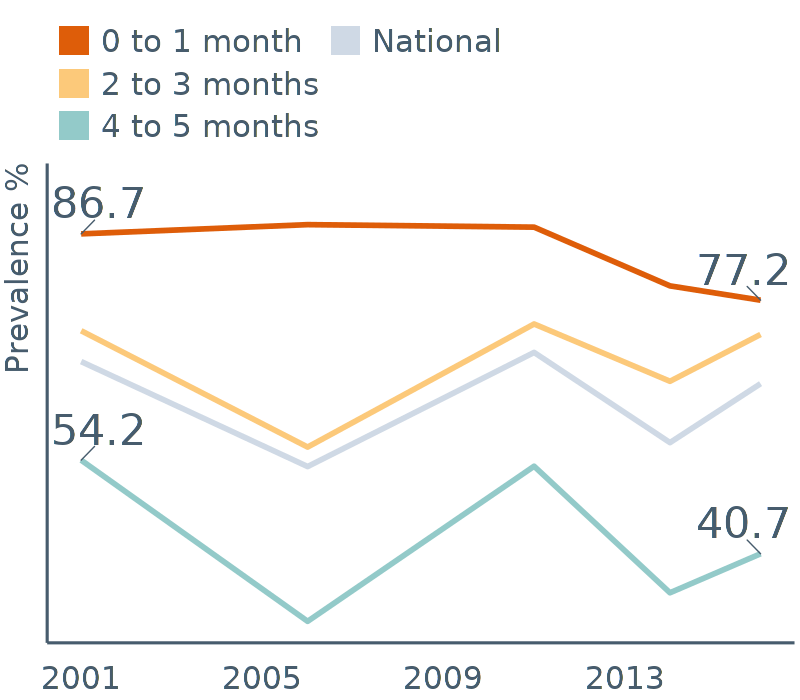 0 to 1 month
National
2 to 3 months
4 to 5 months
Prevalence %
86.7
77.2
54.2
40.7
2001
2005
2009
2013